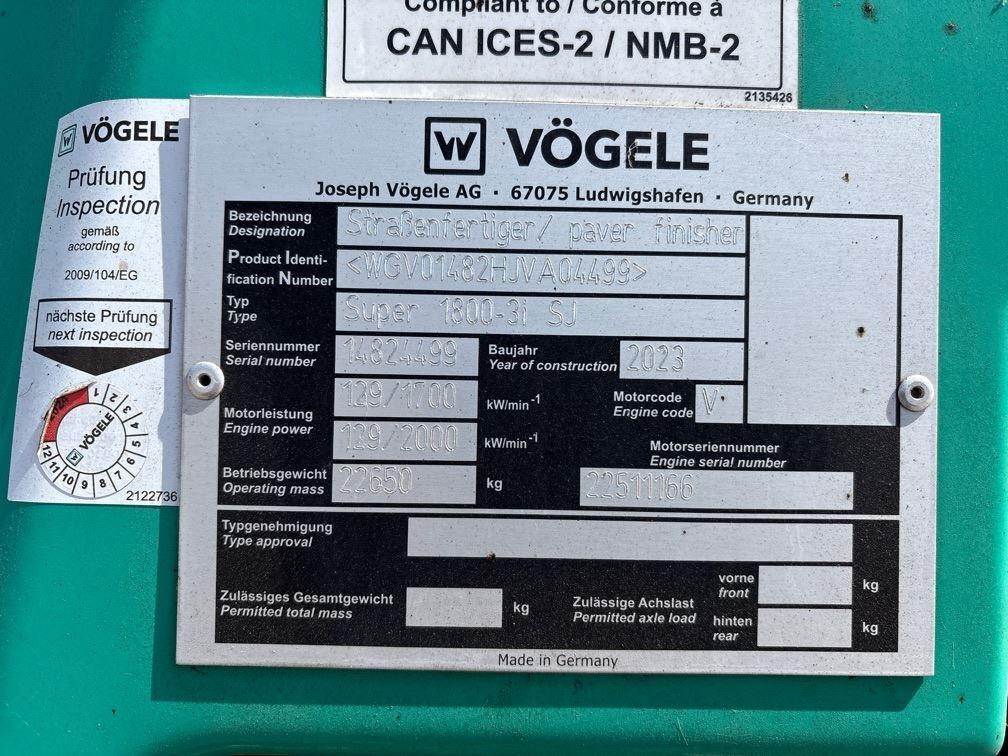 Compliant to / Conforme à
CAN ICES-2 / NMB-2
2135426
VÖGELE
Prüfung
Inspection
gemäß
according to
2009/104/EG
nächste Prüfung
next inspection
1 2 3 4 5 6 7 8 9 10 11 12
VÖGELE
2122736
W VÖGELE
Joseph Vögele AG · 67075 Ludwigshafen · Germany
Bezeichnung
Designation
Straßenfertiger/ paver finisher
Product Identi-
fication Number
<WGV01482HJVA04499>
Typ
Type
Super 1800-3i SJ
Seriennummer
Serial number
14824499
Baujahr
Year of construction
2023
Motorleistung
Engine power
129/1700 kW/min⁻¹
129/2000 kW/min⁻¹
Motorcode
Engine code
V
Motorseriennummer
Engine serial number
22511166
Betriebsgewicht
Operating mass
22650 kg
Typgenehmigung
Type approval
Zulässiges Gesamtgewicht
Permitted total mass
kg
Zulässige Achslast
Permitted axle load
vorne
front
kg
hinten
rear
kg
Made in Germany